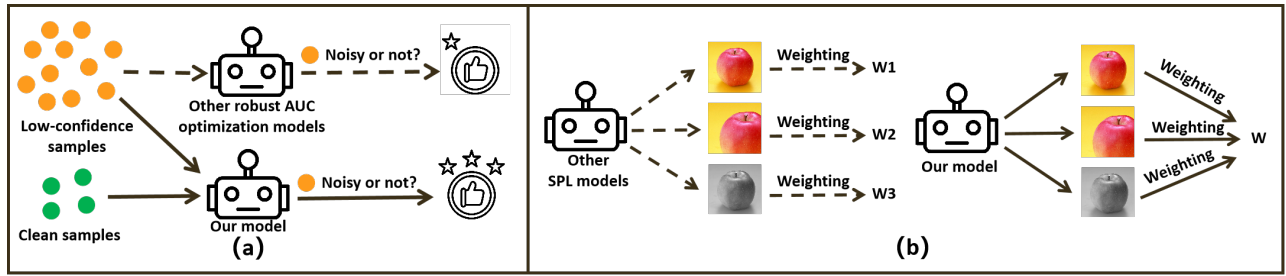 Noisy or not?
Other robust AUC
optimization models
Low-confidence
samples
Noisy or not?
Our model
Clean samples
(a)
Weighting
W1
Weighting
W2
Weighting
W3
Other
SPL models
Our model
Weighting
Weighting
Weighting
W
(b)